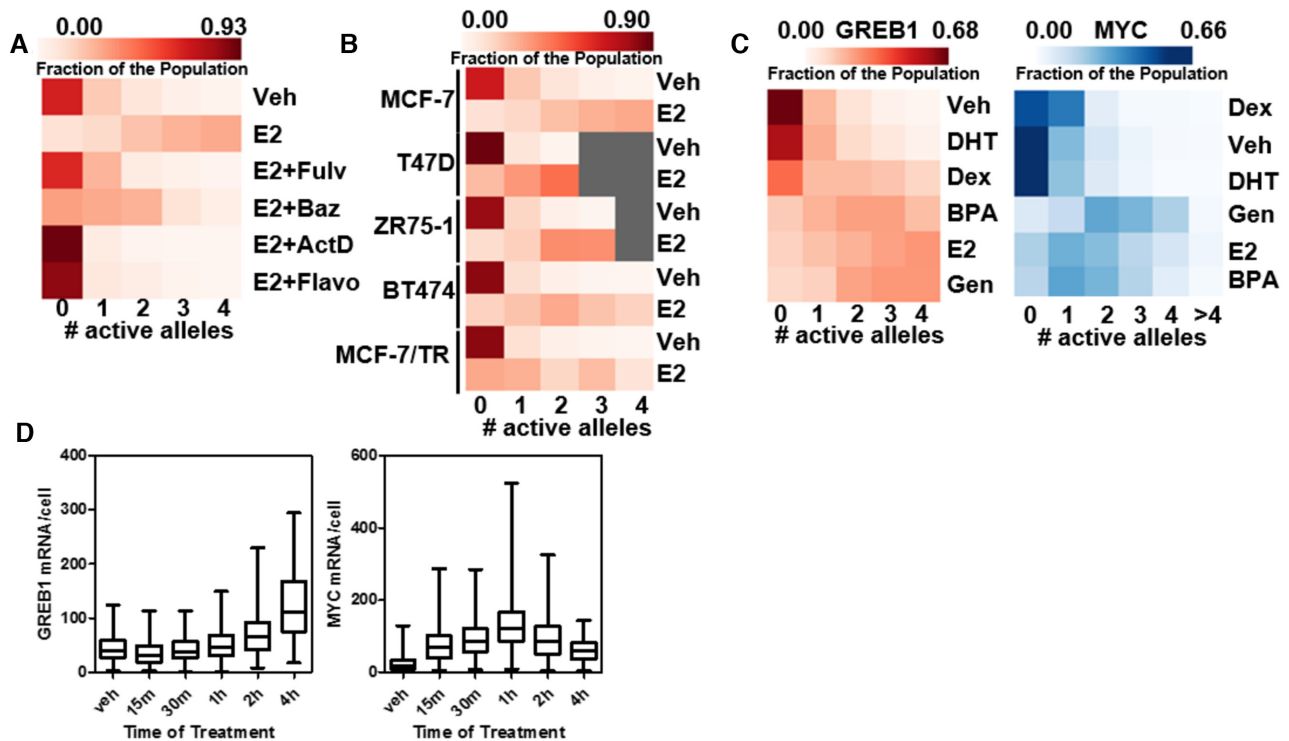 A
0.00 0.93
Fraction of the Population
Veh
E2
E2+Fulv
E2+Baz
E2+ActD
E2+Flavo
0 1 2 3 4
# active alleles
B
0.00 0.90
Fraction of the Population
MCF-7
Veh
E2
T47D
Veh
E2
ZR75-1
Veh
E2
BT474
Veh
E2
MCF-7/TR
Veh
E2
0 1 2 3 4
# active alleles
C
0.00 GREB1 0.68
Fraction of the Population
Veh
DHT
Dex
BPA
E2
Gen
0 1 2 3 4
# active alleles
0.00 MYC 0.66
Fraction of the Population
Dex
Veh
DHT
Gen
E2
BPA
0 1 2 3 4 >4
# active alleles
D
GREB1 mRNA/cell
400
300
200
100
0
veh 15m 30m 1h 2h 4h
Time of Treatment
MYC mRNA/cell
600
400
200
0
veh 15m 30m 1h 2h 4h
Time of Treatment